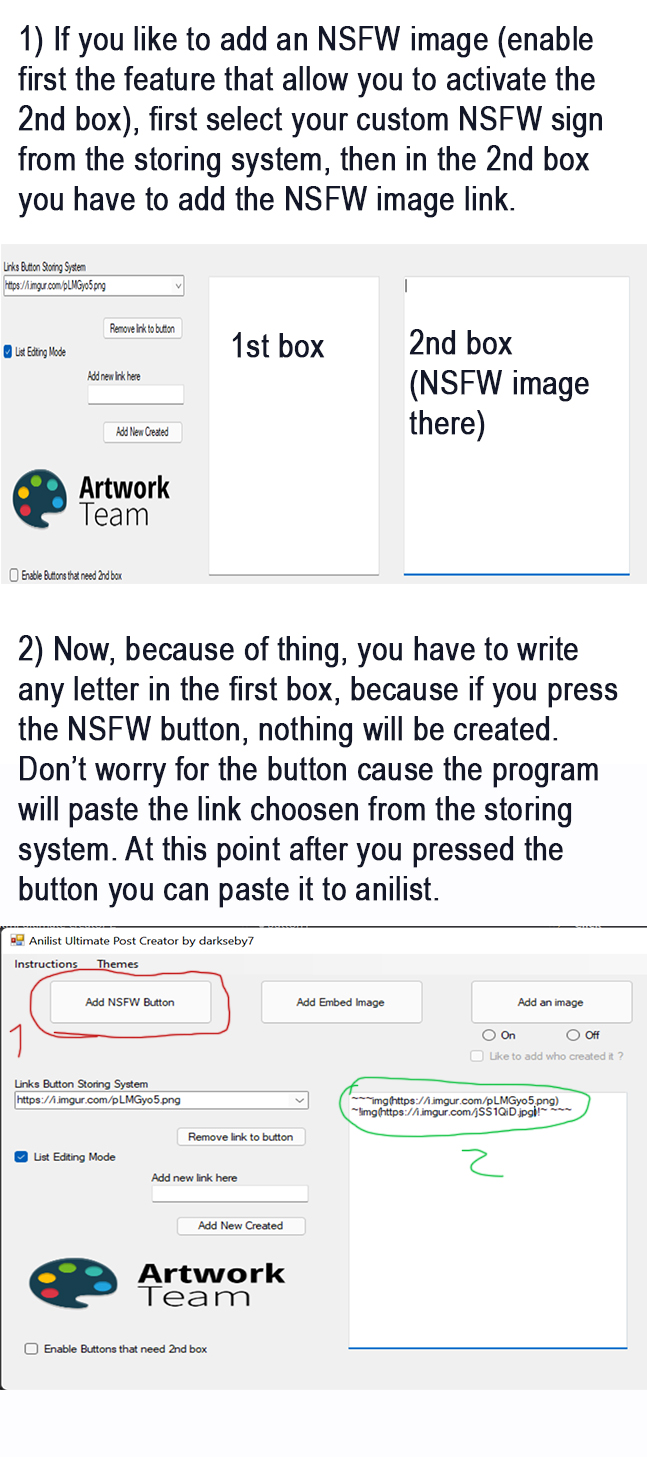 1) If you like to add an NSFW image (enable
first the feature that allow you to activate the
2nd box), first select your custom NSFW sign
from the storing system, then in the 2nd box
you have to add the NSFW image link.
Links Button Storing System
https://i.imgur.com/pLMGyo5.png
Remove link to button
List Editing Mode
Add new link here
Add New Created
Artwork
Team
Enable Buttons that need 2nd box
1st box
2nd box
(NSFW image
there)
2) Now, because of thing, you have to write
any letter in the first box, because if you press
the NSFW button, nothing will be created.
Don't worry for the button cause the program
will paste the link choosen from the storing
system. At this point after you pressed the
button you can paste it to anilist.
Anilist Ultimate Post Creator by darkseby7
Instructions Themes
Add NSFW Button
Add Embed Image
Add an image
1
On Off
Like to add who created it ?
Links Button Storing System
https://i.imgur.com/pLMGyo5.png
Remove link to button
List Editing Mode
Add new link here
Add New Created
Artwork
Team
Enable Buttons that need 2nd box
~~~img(https://i.imgur.com/pLMGyo5.png)
~!img(https://i.imgur.com/jSS1QiD.jpg)!~ ~~~
2